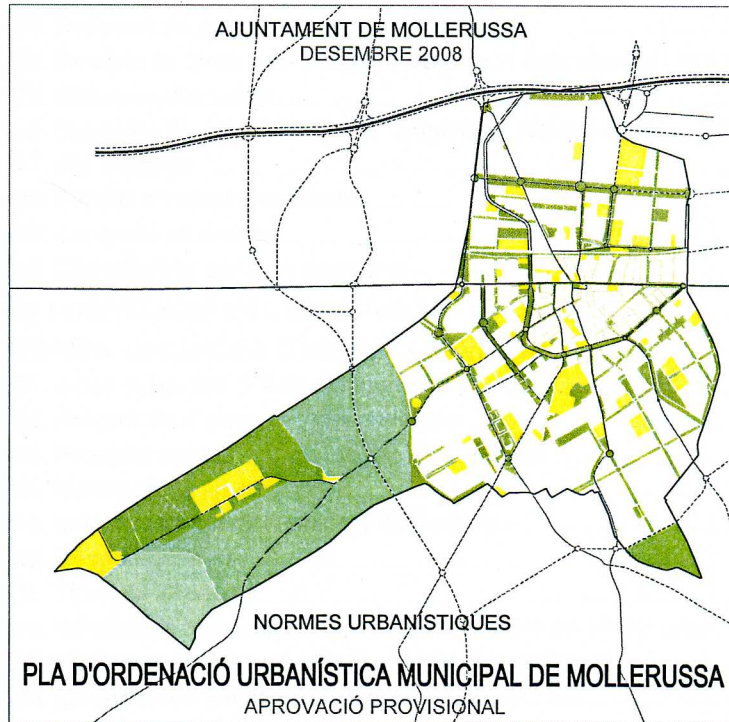 AJUNTAMENT DE MOLLERUSSA
DESEMBRE 2008
NORMES URBANÍSTIQUES
PLA D'ORDENACIÓ URBANÍSTICA MUNICIPAL DE MOLLERUSSA
APROVACIÓ PROVISIONAL